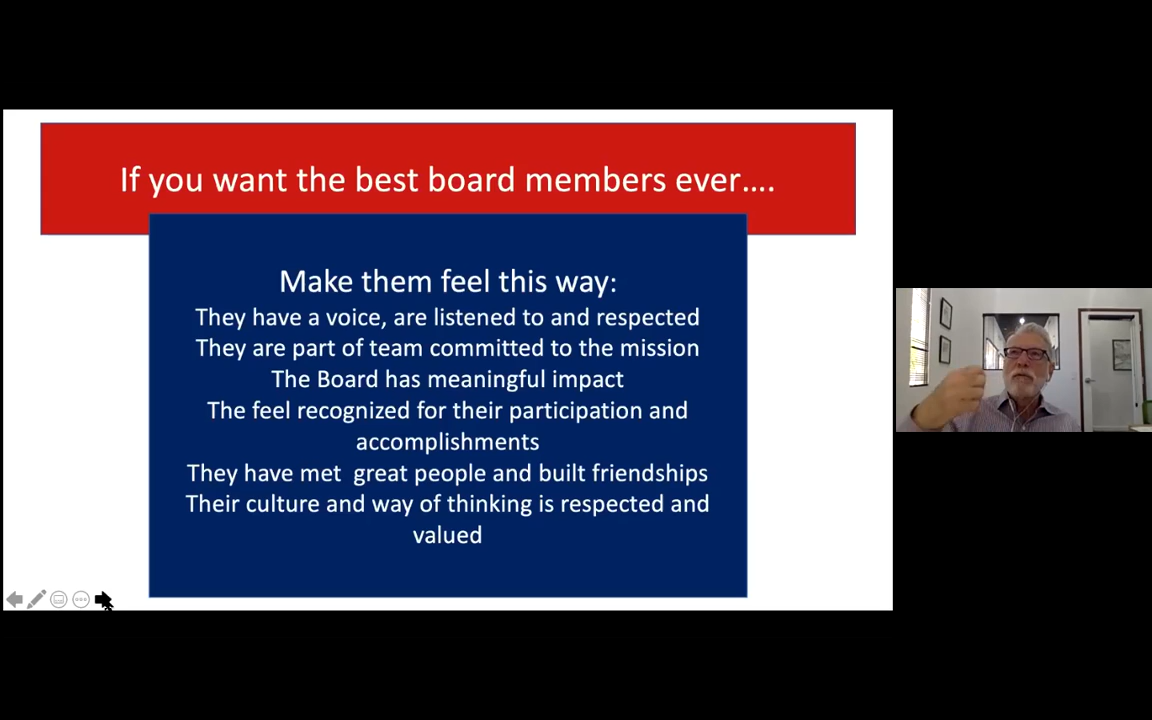 If you want the best board members ever....
Make them feel this way:
They have a voice, are listened to and respected
They are part of team committed to the mission
The Board has meaningful impact
The feel recognized for their participation and
accomplishments
They have met  great people and built friendships
Their culture and way of thinking is respected and
valued